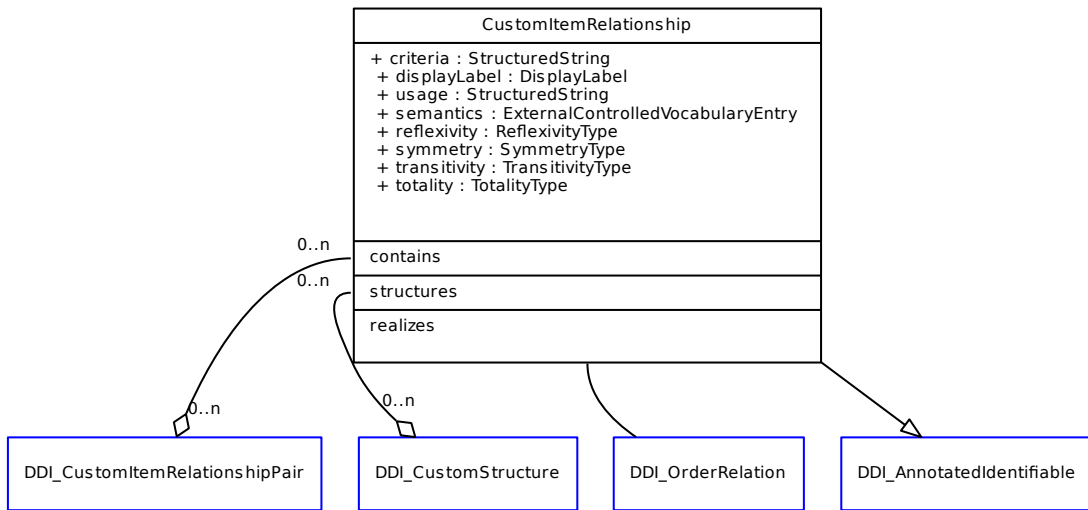 CustomItemRelationship
+ criteria : StructuredString
+ displayLabel : DisplayLabel
+ usage : StructuredString
+ semantics : ExternalControlledVocabularyEntry
+ reflexivity : ReflexivityType
+ symmetry : SymmetryType
+ transitivity : TransitivityType
+ totality : TotalityType
0..n
contains
0..n
structures
realizes
0..n
0..n
DDI_CustomItemRelationshipPair
DDI_CustomStructure
DDI_OrderRelation
DDI_AnnotatedIdentifiable